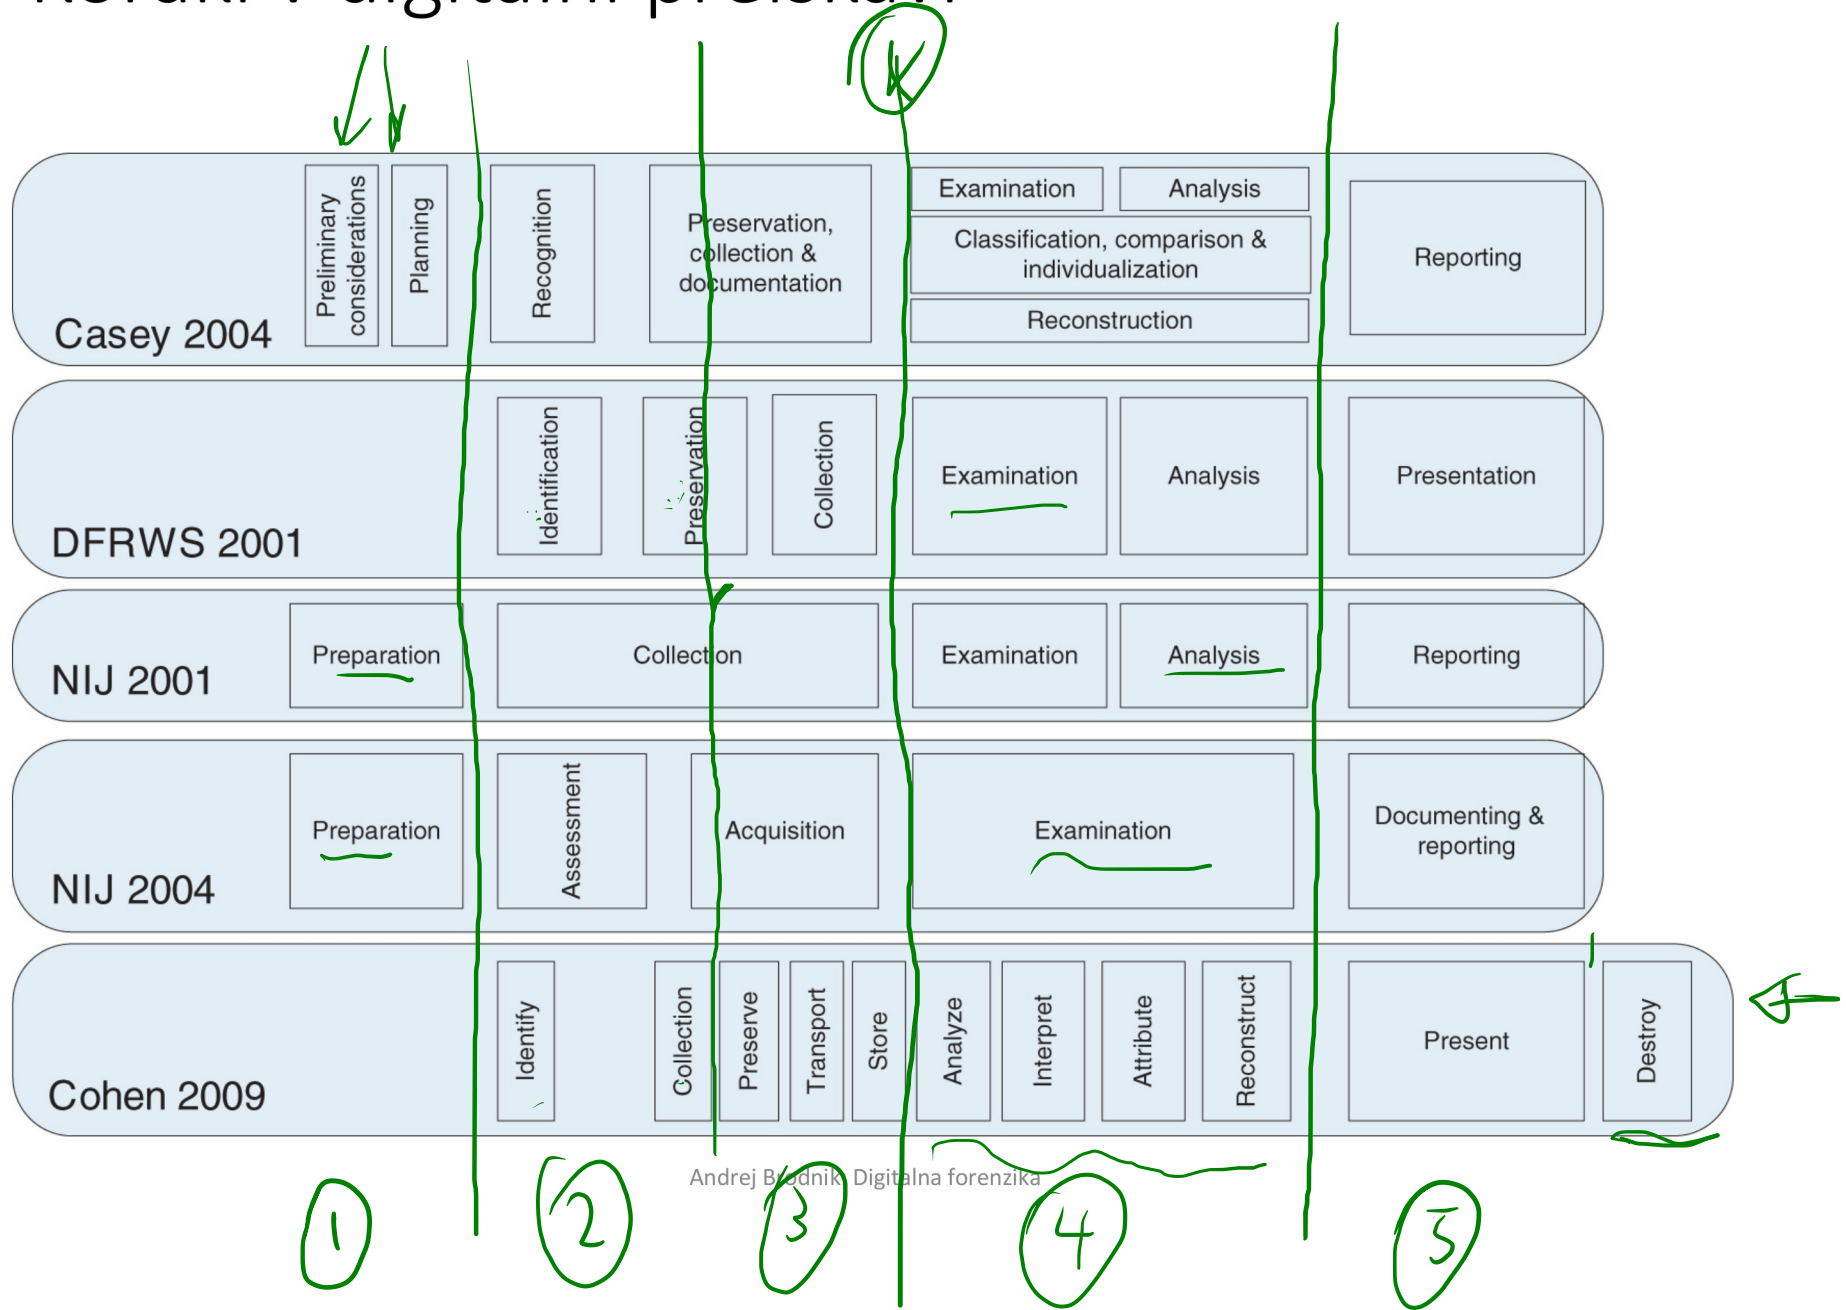 Preliminary
considerations
Planning
Recognition
Preservation,
collection &
documentation
Examination
Analysis
Classification, comparison &
individualization
Reconstruction
Reporting
Casey 2004
Identification
Preservation
Collection
Examination
Analysis
Presentation
DFRWS 2001
Preparation
Collection
Examination
Analysis
Reporting
NIJ 2001
Preparation
Assessment
Acquisition
Examination
Documenting &
reporting
NIJ 2004
Identify
Collection
Preserve
Transport
Store
Analyze
Interpret
Attribute
Reconstruct
Present
Destroy
Cohen 2009
Andrej Brodnik, Digitalna forenzika
1
2
3
4
5